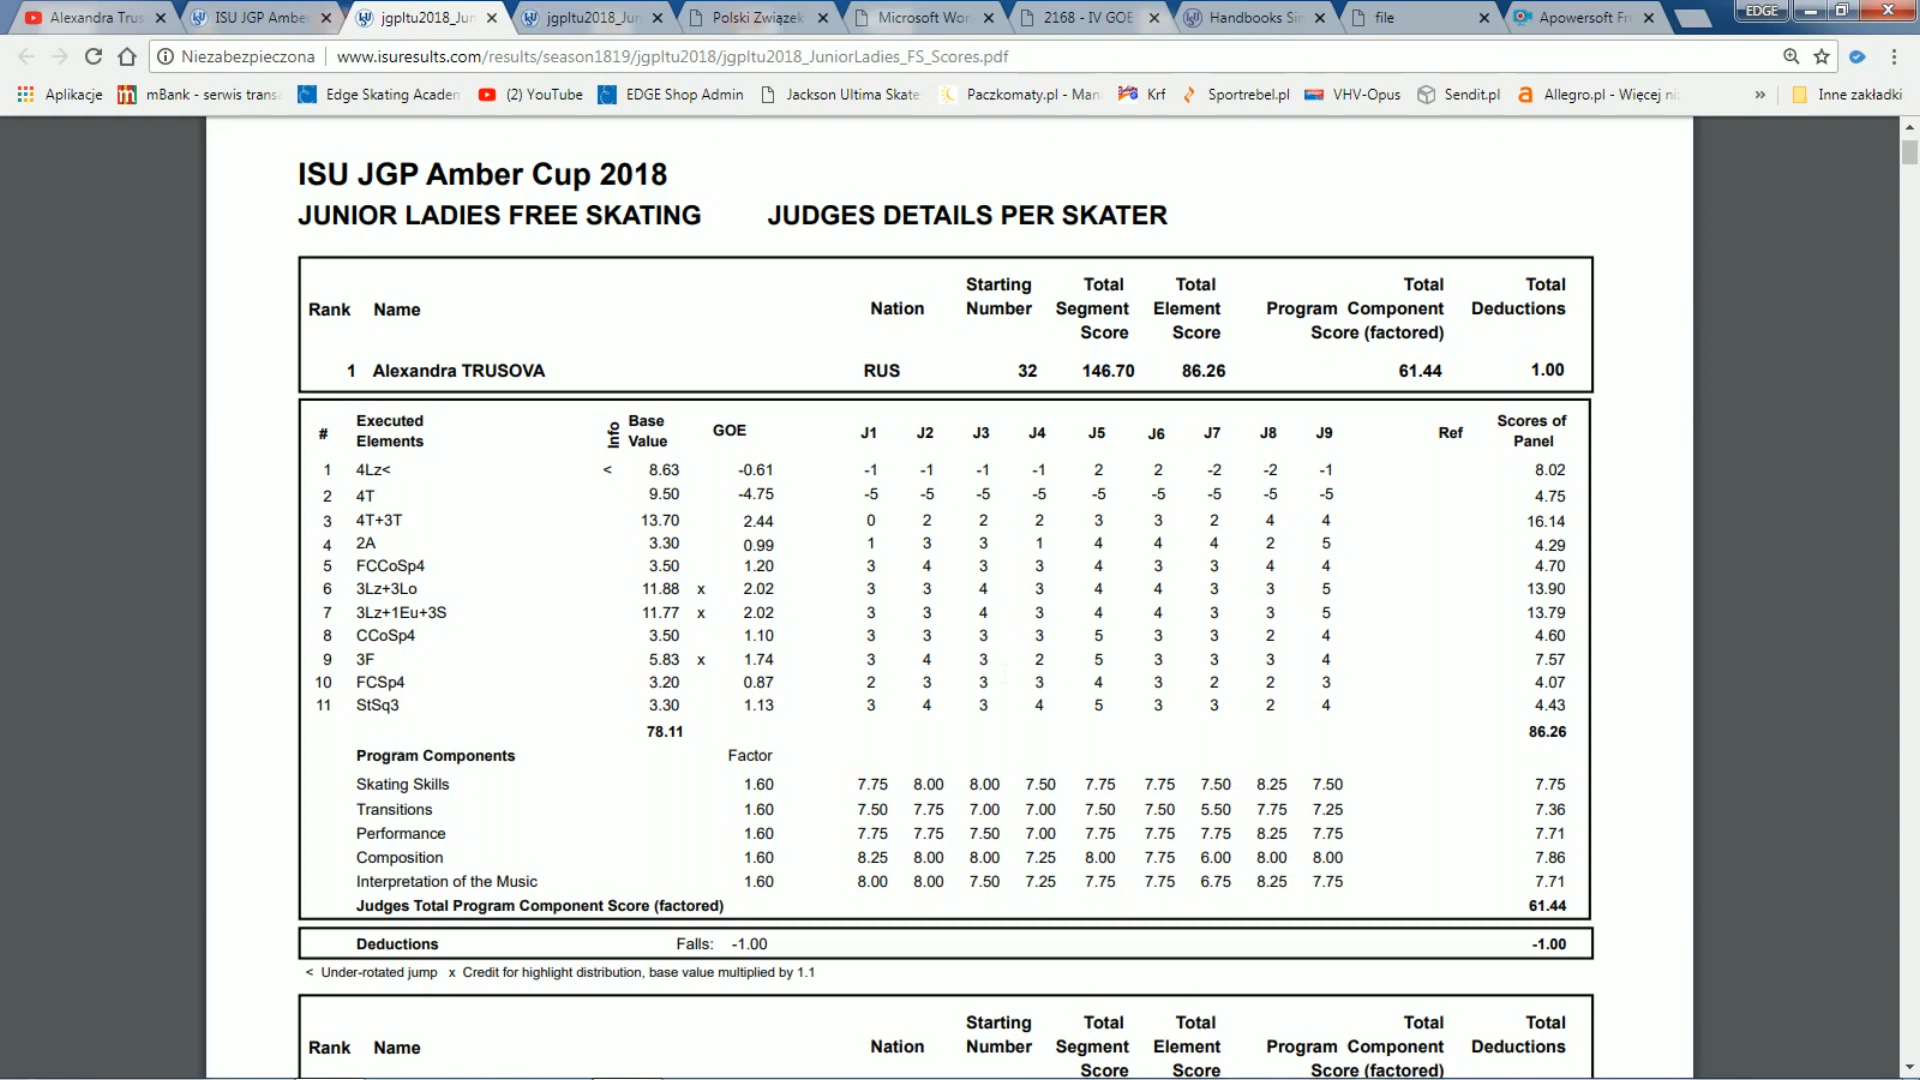 Alexandra Trus
ISU JGP Ambe
jgpltu2018_Jun
jgpltu2018_Jun
Polski Związek
Microsoft Wor
2168 - IV GOE
Handbooks Sin
file
Apowersoft Fr
EDGE
Niezabezpieczona
www.isuresults.com/results/season1819/jgpltu2018/jgpltu2018_JuniorLadies_FS_Scores.pdf
Aplikacje mBank - serwis trans Edge Skating Acader (2) YouTube EDGE Shop Admin Jackson Ultima Skate Paczkomaty.pl - Man Krf Sportrebel.pl VHV-Opus Sendit.pl Allegro.pl - Więcej ni » Inne zakładki
ISU JGP Amber Cup 2018
JUNIOR LADIES FREE SKATING JUDGES DETAILS PER SKATER
Rank Name Nation Starting Number Total Segment Score Total Element Score Total Program Component Score (factored) Total Deductions
1 Alexandra TRUSOVA RUS 32 146.70 86.26 61.44 1.00
# Executed Elements Info Base Value GOE J1 J2 J3 J4 J5 J6 J7 J8 J9 Ref Scores of Panel
1 4Lz< < 8.63 -0.61 -1 -1 -1 -1 2 2 -2 -2 -1 8.02
2 4T 9.50 -4.75 -5 -5 -5 -5 -5 -5 -5 -5 -5 4.75
3 4T+3T 13.70 2.44 0 2 2 2 3 3 2 4 4 16.14
4 2A 3.30 0.99 1 3 3 1 4 4 4 2 5 4.29
5 FCCoSp4 3.50 1.20 3 4 3 3 4 3 3 4 4 4.70
6 3Lz+3Lo 11.88 x 2.02 3 3 4 3 4 4 3 3 5 13.90
7 3Lz+1Eu+3S 11.77 x 2.02 3 3 4 3 4 4 3 3 5 13.79
8 CCoSp4 3.50 1.10 3 3 3 3 5 3 3 2 4 4.60
9 3F 5.83 x 1.74 3 4 3 2 5 3 3 3 4 7.57
10 FCSp4 3.20 0.87 2 3 3 3 4 3 2 2 3 4.07
11 StSq3 3.30 1.13 3 4 3 4 5 3 3 2 4 4.43
78.11 86.26
Program Components Factor
Skating Skills 1.60 7.75 8.00 8.00 7.50 7.75 7.75 7.50 8.25 7.50 7.75
Transitions 1.60 7.50 7.75 7.00 7.00 7.50 7.50 5.50 7.75 7.25 7.36
Performance 1.60 7.75 7.75 7.50 7.00 7.75 7.75 7.75 8.25 7.75 7.71
Composition 1.60 8.25 8.00 8.00 7.25 8.00 7.75 6.00 8.00 8.00 7.86
Interpretation of the Music 1.60 8.00 8.00 7.50 7.25 7.75 7.75 6.75 8.25 7.75 7.71
Judges Total Program Component Score (factored) 61.44
Deductions Falls: -1.00 -1.00
< Under-rotated jump x Credit for highlight distribution, base value multiplied by 1.1
Rank Name Nation Starting Number Total Segment Score Total Element Score Total Program Component Score (factored) Total Deductions